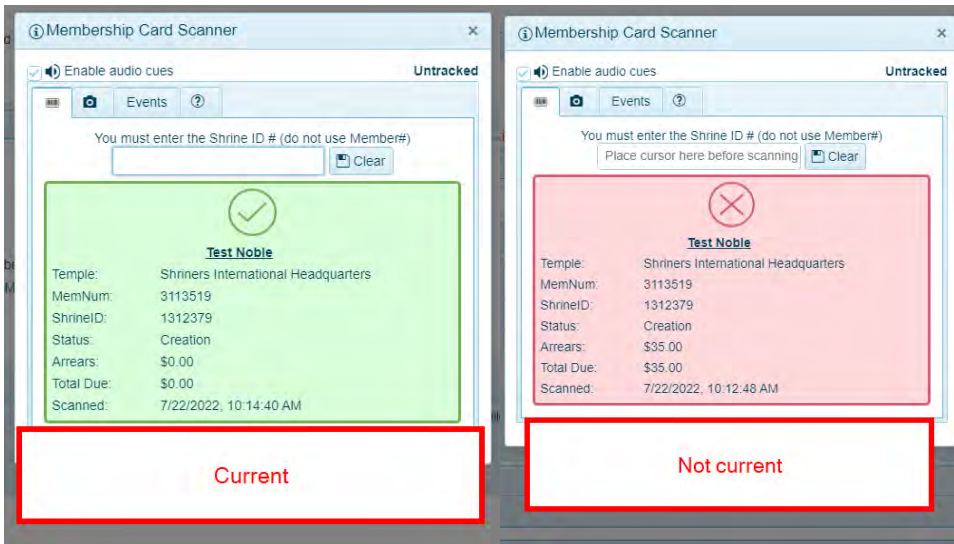 Membership Card Scanner ×
Enable audio cues Untracked
Events
You must enter the Shrine ID # (do not use Member#)
Clear
Test Noble
Temple: Shriners International Headquarters
MemNum: 3113519
ShrineID: 1312379
Status: Creation
Arrears: $0.00
Total Due: $0.00
Scanned: 7/22/2022, 10:14:40 AM
Current
Membership Card Scanner ×
Enable audio cues Untracked
Events
You must enter the Shrine ID # (do not use Member#)
Place cursor here before scanning Clear
Test Noble
Temple: Shriners International Headquarters
MemNum: 3113519
ShrineID: 1312379
Status: Creation
Arrears: $35.00
Total Due: $35.00
Scanned: 7/22/2022, 10:12:48 AM
Not current